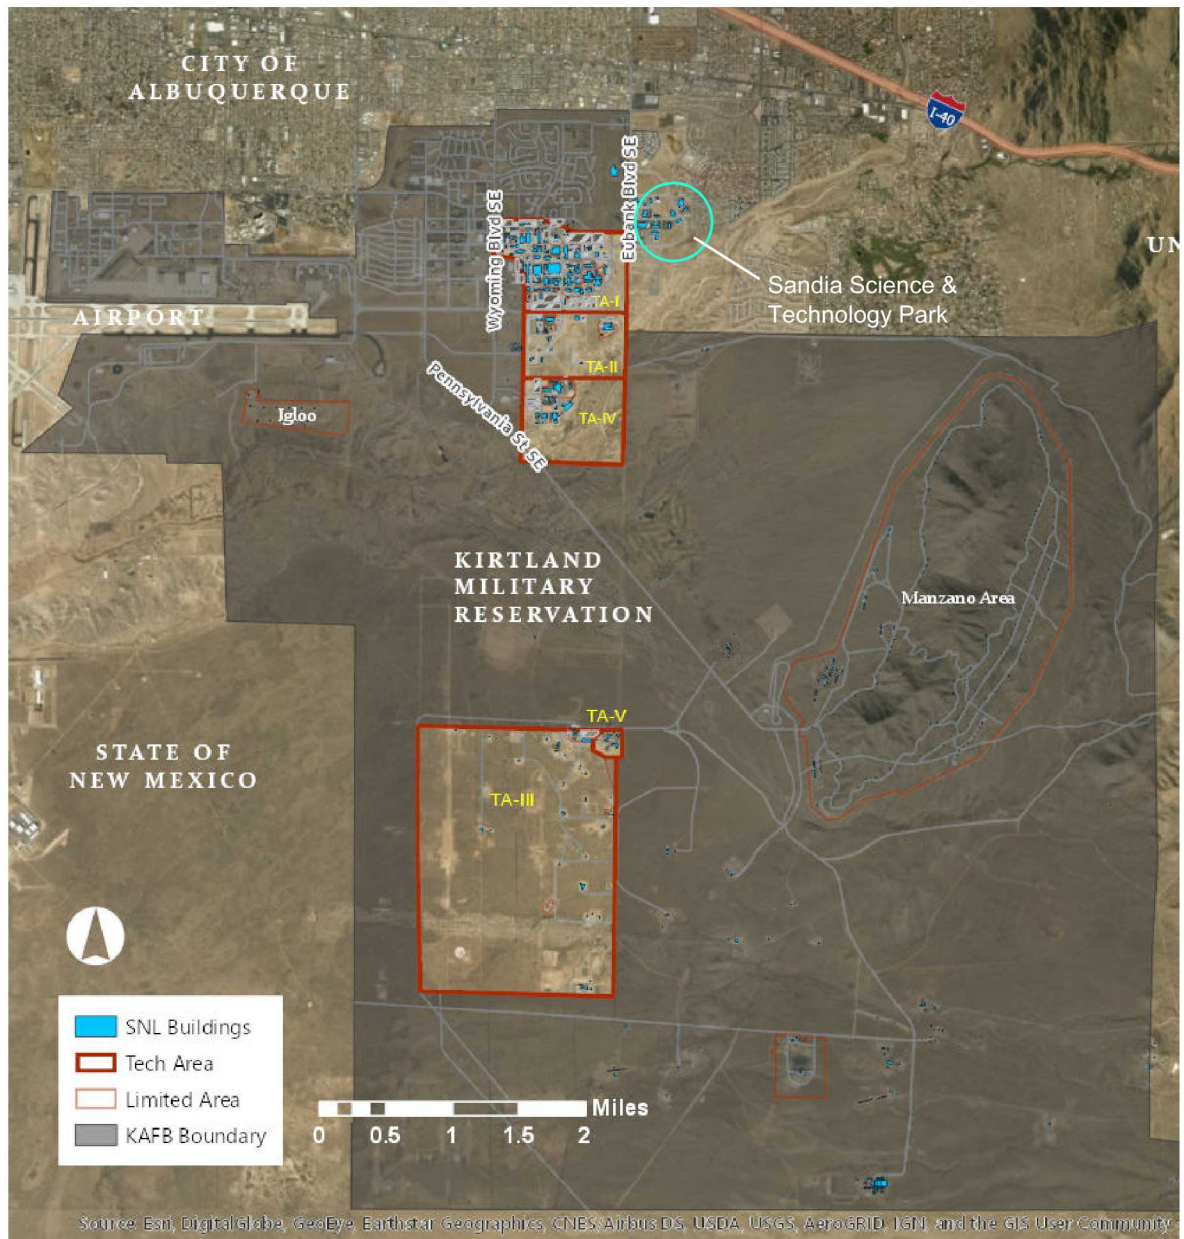 CITY OF
ALBUQUERQUE
I-40
Eubank Blvd SE
Wyoming Blvd SE
UN
Sandia Science &
Technology Park
TA-I
AIRPORT
TA-II
Pennsylvania St SE
Igloo
TA-IV
KIRTLAND
MILITARY
RESERVATION
Manzano Area
TA-V
STATE OF
NEW MEXICO
TA-III
SNL Buildings
Tech Area
Limited Area
KAFB Boundary
Miles
0 0.5 1 1.5 2
Source: Esri, DigitalGlobe, GeoEye, Earthstar Geographics, CNES/Airbus DS, USDA, USGS, AeroGRID, IGN, and the GIS User Community